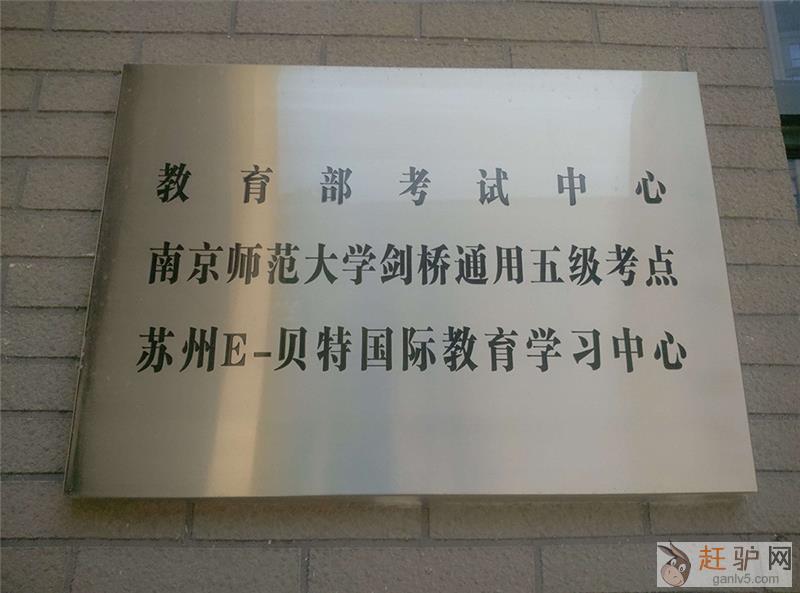 教育部考试中心
南京师范大学剑桥通用五级考点
苏州E-贝特国际教育学习中心
赶驴网
ganlv5.com